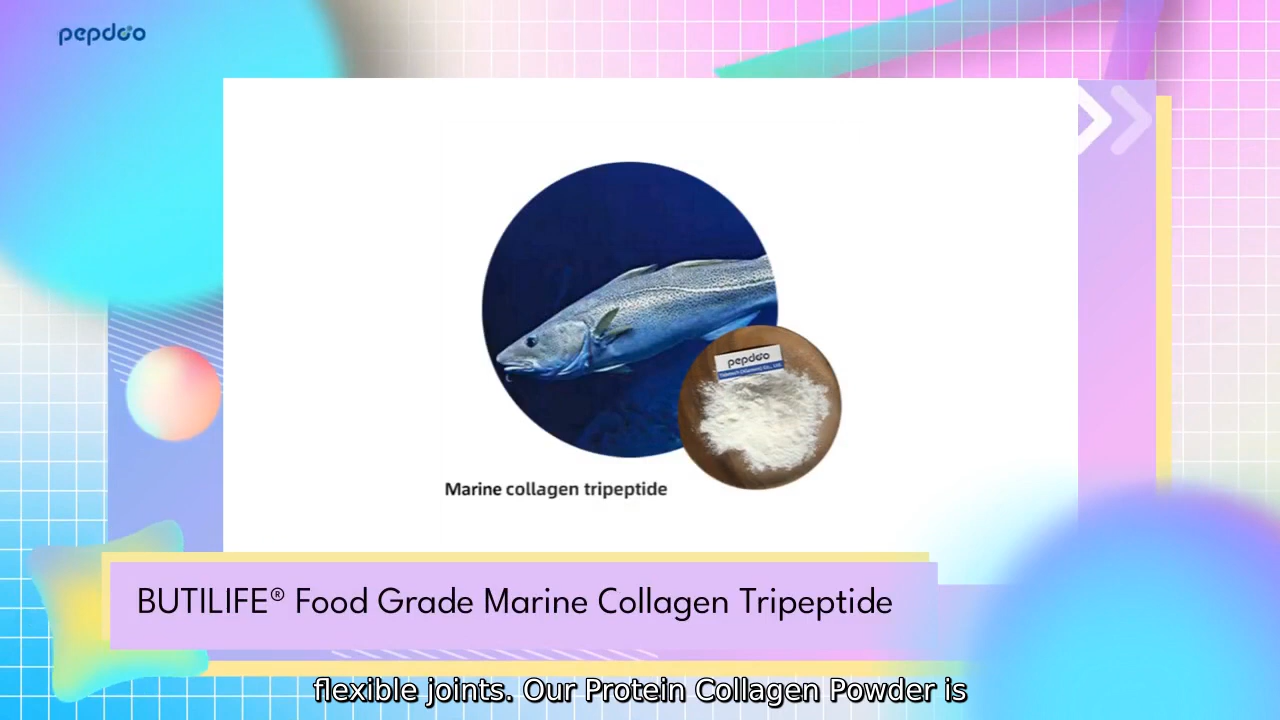 pepdoo
pepdoo
Marine collagen tripeptide
BUTILIFE® Food Grade Marine Collagen Tripeptide
flexible joints. Our Protein Collagen Powder is